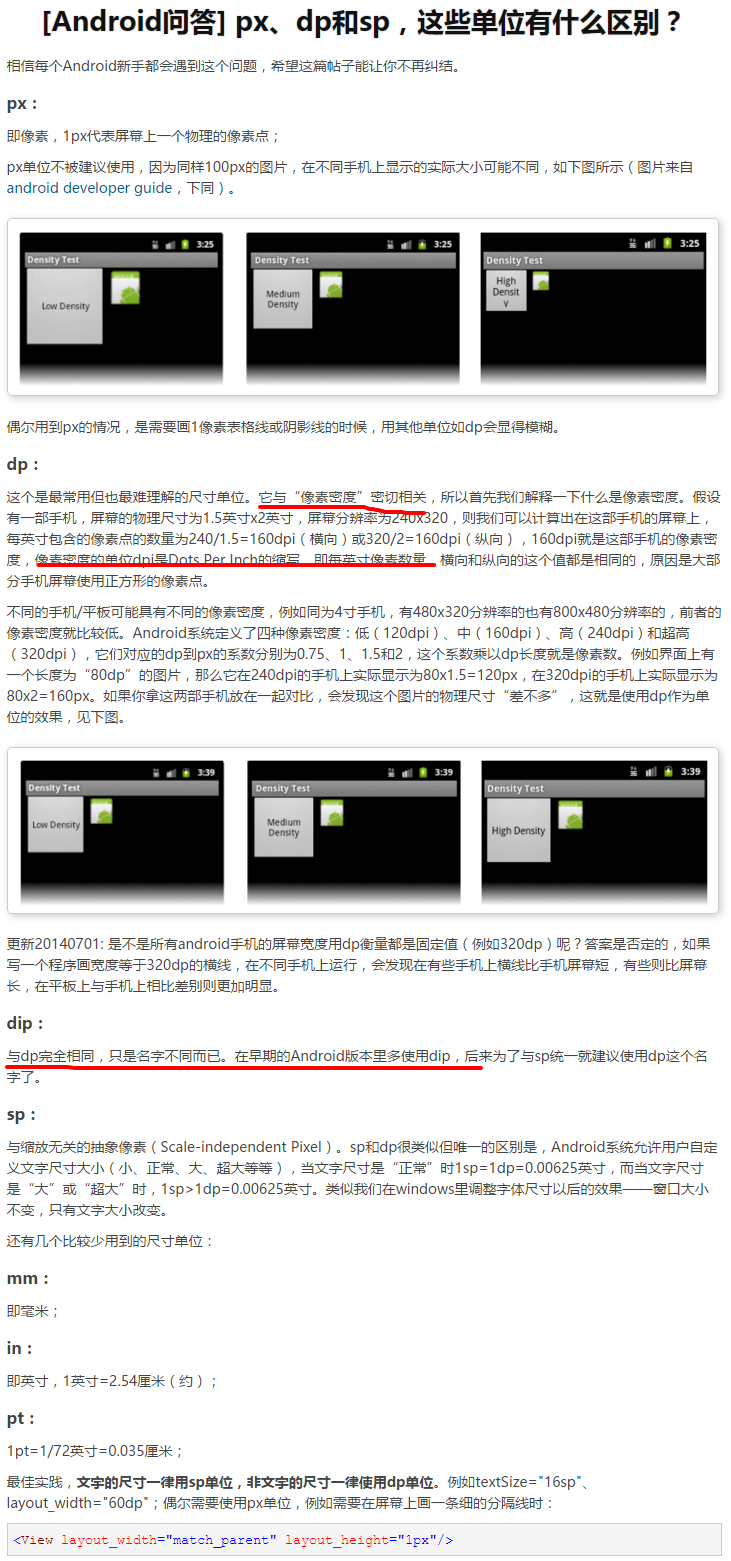 [Android问答] px、dp和sp，这些单位有什么区别？
相信每个Android新手都会遇到这个问题，希望这篇帖子能让你不再纠结。
px：
即像素，1px代表屏幕上一个物理的像素点；
px单位不被建议使用，因为同样100px的图片，在不同手机上显示的实际大小可能不同，如下图所示（图片来自
android developer guide，下同）。
3:25
Density Test
Low Density
3:25
Density Test
Medium
Density
3:25
Density Test
High
Densit
y
偶尔用到px的情况，是需要画1像素表格线或阴影线的时候，用其他单位如dp会显得模糊。
dp：
这个是最常用但也最难理解的尺寸单位。它与“像素密度”密切相关，所以首先我们解释一下什么是像素密度。假设
有一部手机，屏幕的物理尺寸为1.5英寸x2英寸，屏幕分辨率为240x320，则我们可以计算出在这部手机的屏幕上，
每英寸包含的像素点的数量为240/1.5=160dpi（横向）或320/2=160dpi（纵向），160dpi就是这部手机的像素密
度，像素密度的单位dpi是Dots Per Inch的缩写，即每英寸像素数量。横向和纵向的这个值都是相同的，原因是大部
分手机屏幕使用正方形的像素点。
不同的手机/平板可能具有不同的像素密度，例如同为4寸手机，有480x320分辨率的也有800x480分辨率的，前者的
像素密度就比较低。Android系统定义了四种像素密度：低（120dpi）、中（160dpi）、高（240dpi）和超高
（320dpi），它们对应的dp到px的系数分别为0.75、1、1.5和2，这个系数乘以dp长度就是像素数。例如界面上有
一个长度为“80dp”的图片，那么它在240dpi的手机上实际显示为80x1.5=120px，在320dpi的手机上实际显示为
80x2=160px。如果你拿这两部手机放在一起对比，会发现这个图片的物理尺寸“差不多”，这就是使用dp作为单
位的效果，见下图。
3:39
Density Test
Low Density
3:39
Density Test
Medium
Density
3:39
Density Test
High Density
更新20140701: 是不是所有android手机的屏幕宽度用dp衡量都是固定值（例如320dp）呢？答案是否定的，如果
写一个程序画宽度等于320dp的横线，在不同手机上运行，会发现在有些手机上横线比手机屏幕短，有些则比屏幕
长，在平板上与手机上相比差别则更加明显。
dip：
与dp完全相同，只是名字不同而已。在早期的Android版本里多使用dip，后来为了与sp统一就建议使用dp这个名
字了。
sp：
与缩放无关的抽象像素（Scale-independent Pixel）。sp和dp很类似但唯一的区别是，Android系统允许用户自定
义文字尺寸大小（小、正常、大、超大等等），当文字尺寸是“正常”时1sp=1dp=0.00625英寸，而当文字尺寸
是“大”或“超大”时，1sp>1dp=0.00625英寸。类似我们在windows里调整字体尺寸以后的效果——窗口大小
不变，只有文字大小改变。
还有几个比较少用到的尺寸单位：
mm：
即毫米；
in：
即英寸，1英寸=2.54厘米（约）；
pt：
1pt=1/72英寸=0.035厘米；
最佳实践，文字的尺寸一律用sp单位，非文字的尺寸一律使用dp单位。例如textSize="16sp"、
layout_width="60dp"；偶尔需要使用px单位，例如需要在屏幕上画一条细的分隔线时：
<View layout_width="match_parent" layout_height="1px"/>